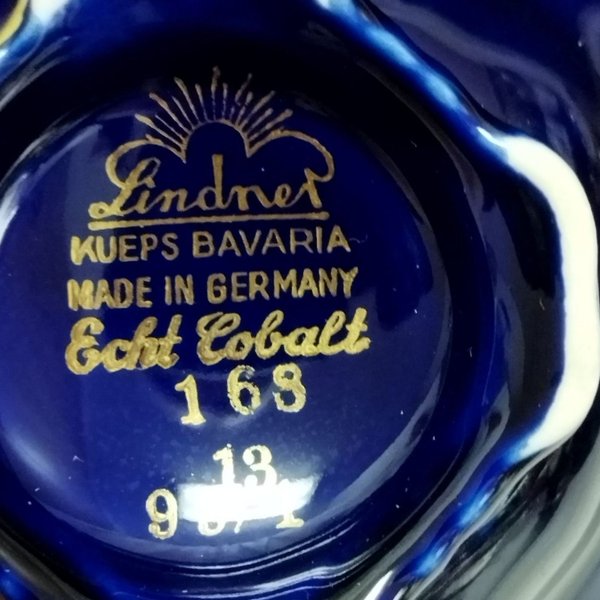 Lindner
KUEPS BAVARIA
MADE IN GERMANY
Echt Cobalt
168
13